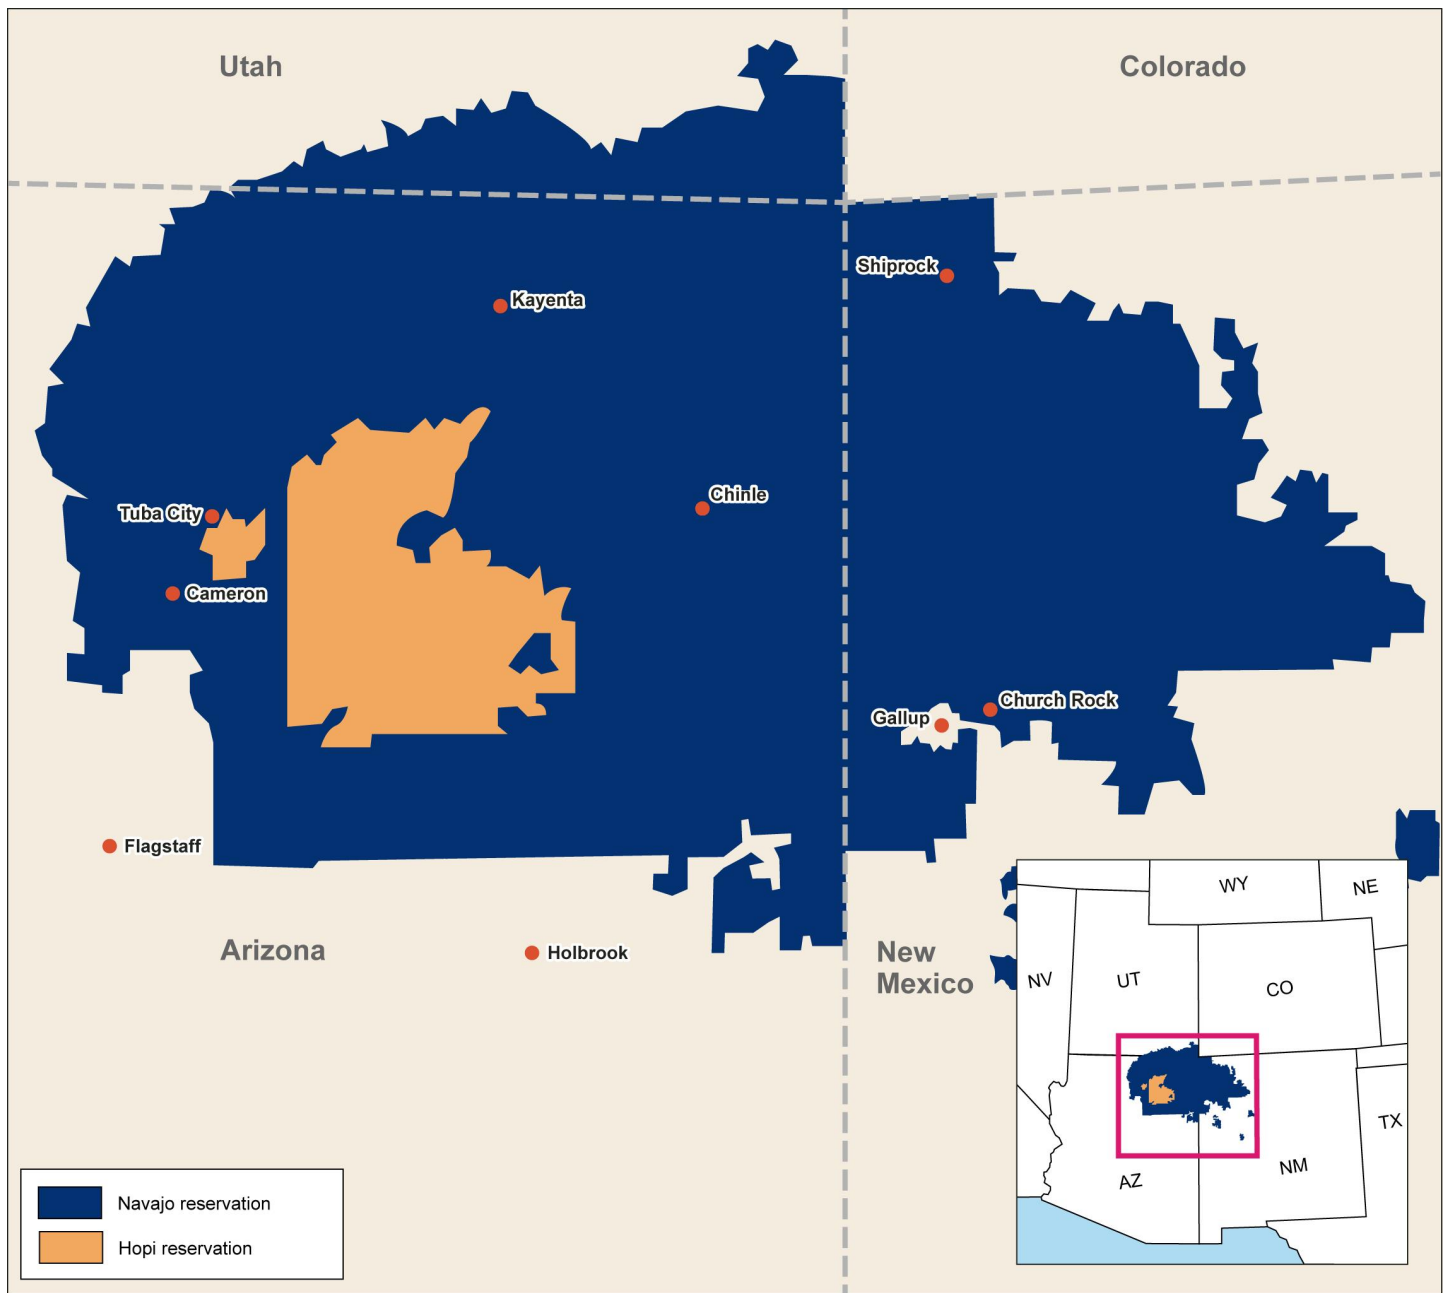 Utah
Colorado
Shiprock
Kayenta
Chinle
Tuba City
Cameron
Church Rock
Gallup
Flagstaff
Arizona
Holbrook
New
Mexico
WY
NE
NV
UT
CO
TX
AZ
NM
Navajo reservation
Hopi reservation